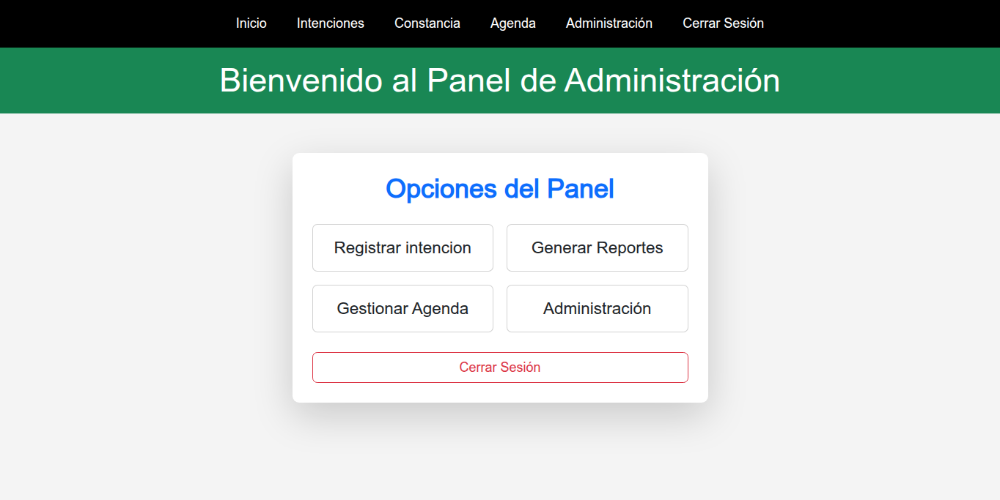 Inicio Intenciones Constancia Agenda Administración Cerrar Sesión
Bienvenido al Panel de Administración
Opciones del Panel
Registrar intencion Generar Reportes
Gestionar Agenda Administración
Cerrar Sesión